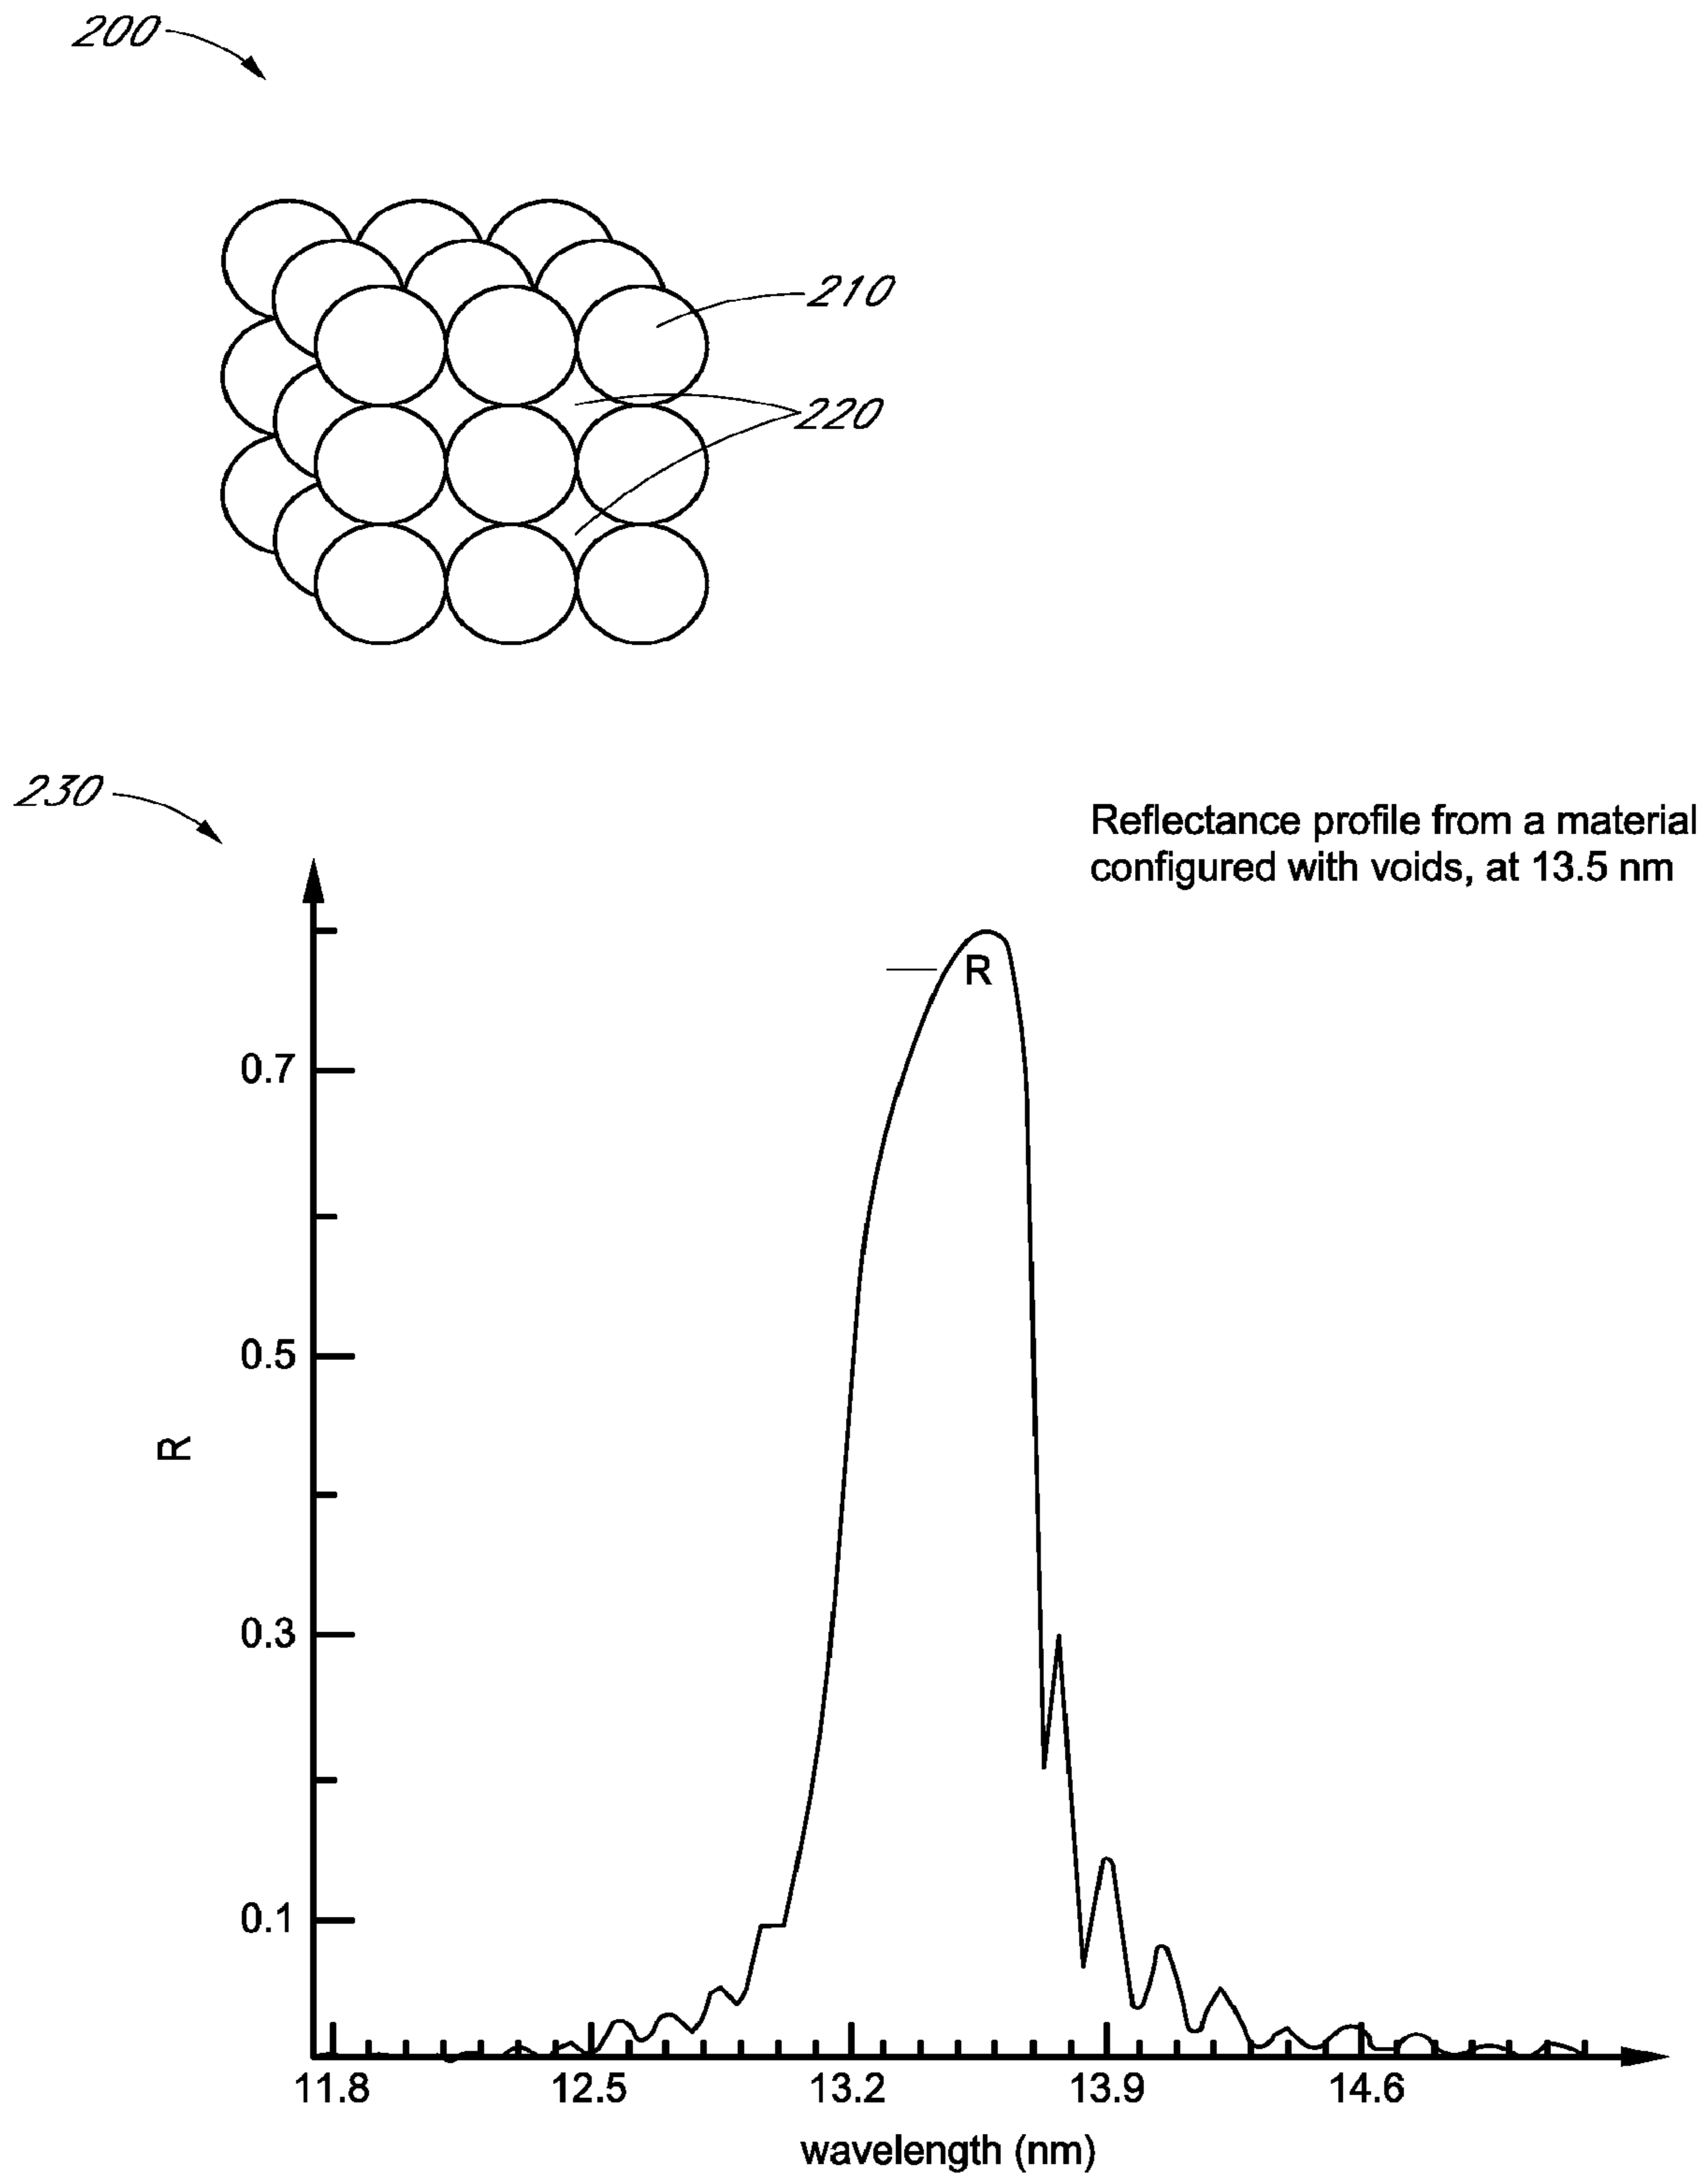 200
210
220
230
Reflectance profile from a material
configured with voids, at 13.5 nm
R
0.7
0.5
R
0.3
0.1
11.8 12.5 13.2 13.9 14.6
wavelength (nm)